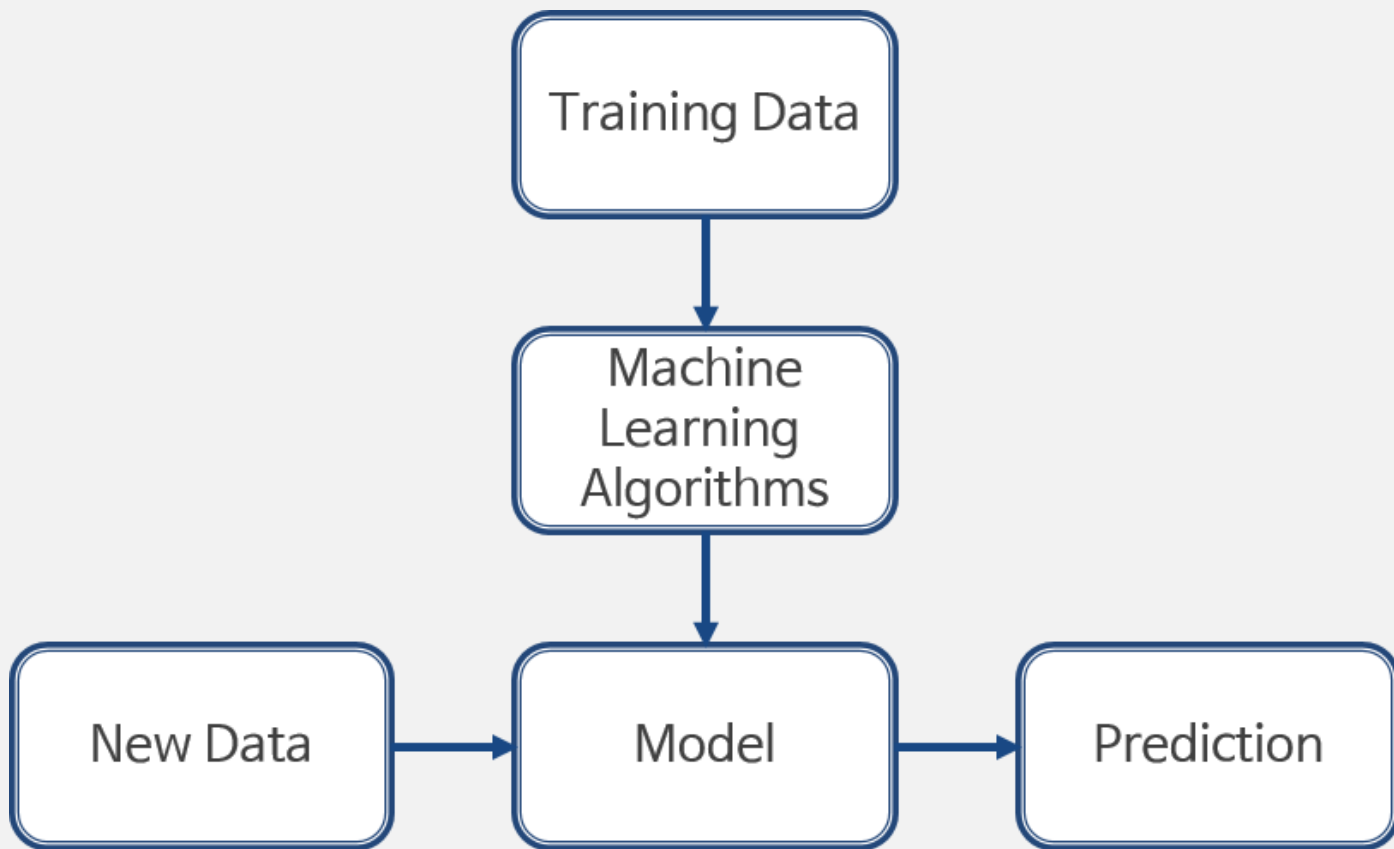 Training Data
Machine
Learning
Algorithms
New Data
Model
Prediction